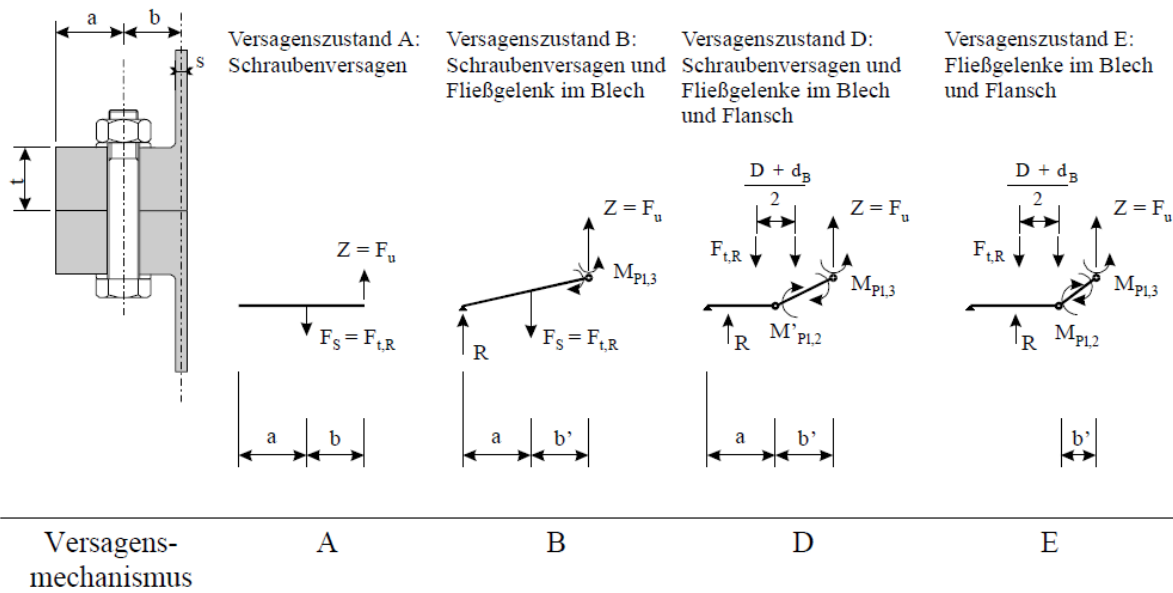 a
b
s
t
Versagenszustand A:
Schraubenversagen
Z = Fu
FS = Ft,R
a
b
Versagenszustand B:
Schraubenversagen und
Fließgelenk im Blech
Z = Fu
MPl,3
R
FS = Ft,R
a
b’
Versagenszustand D:
Schraubenversagen und
Fließgelenke im Blech
und Flansch
D + dB
2
Z = Fu
Ft,R
MPl,3
R
M’Pl,2
a
b’
Versagenszustand E:
Fließgelenke im Blech
und Flansch
D + dB
2
Z = Fu
Ft,R
MPl,3
R
MPl,2
b’
Versagens-
mechanismus
A
B
D
E